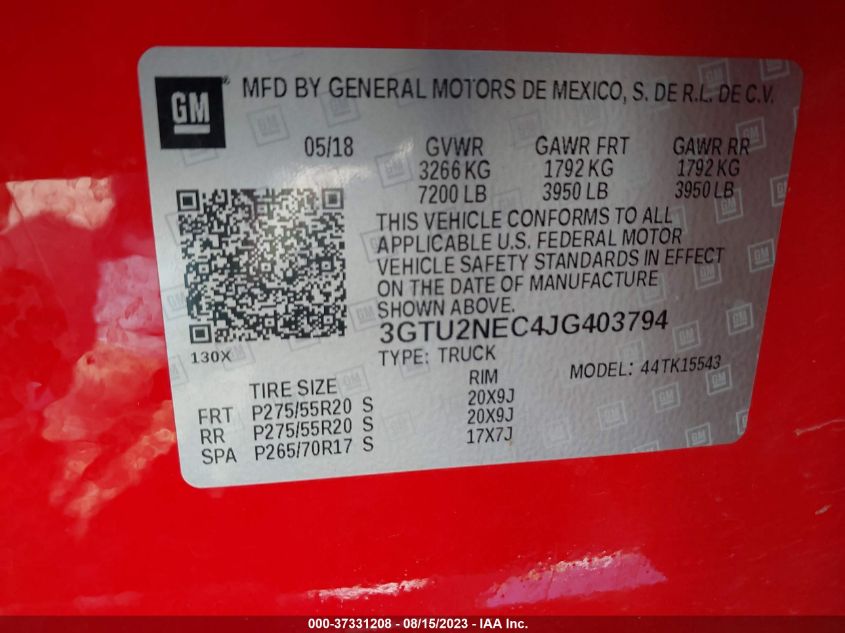 GM
MFD BY GENERAL MOTORS DE MEXICO, S. DE R.L. DE C.V.
05/18 GVWR GAWR FRT GAWR RR
3266 KG 1792 KG 1792 KG
7200 LB 3950 LB 3950 LB
THIS VEHICLE CONFORMS TO ALL
APPLICABLE U.S. FEDERAL MOTOR
VEHICLE SAFETY STANDARDS IN EFFECT
ON THE DATE OF MANUFACTURE
SHOWN ABOVE.
3GTU2NEC4JG403794
130X
TYPE: TRUCK
MODEL: 44TK15543
TIRE SIZE RIM
FRT P275/55R20 S 20X9J
RR P275/55R20 S 20X9J
SPA P265/70R17 S 17X7J
000-37331208 - 08/15/2023 - IAA Inc.